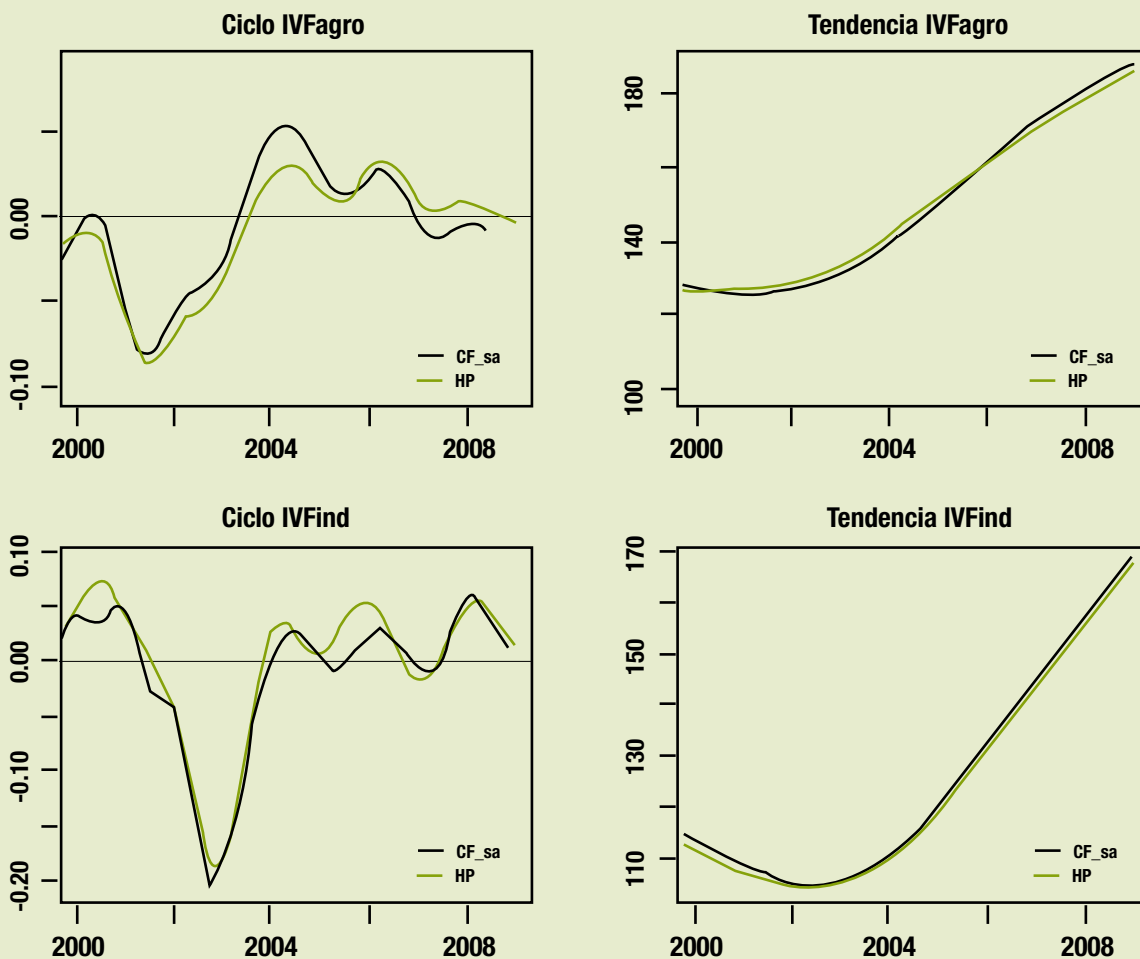 Ciclo IVFagro
0.00
-0.10
CF_sa
HP
2000 2004 2008
Tendencia IVFagro
180
140
100
CF_sa
HP
2000 2004 2008
Ciclo IVFind
0.10
0.00
-0.10
-0.20
CF_sa
HP
2000 2004 2008
Tendencia IVFind
170
150
130
110
CF_sa
HP
2000 2004 2008